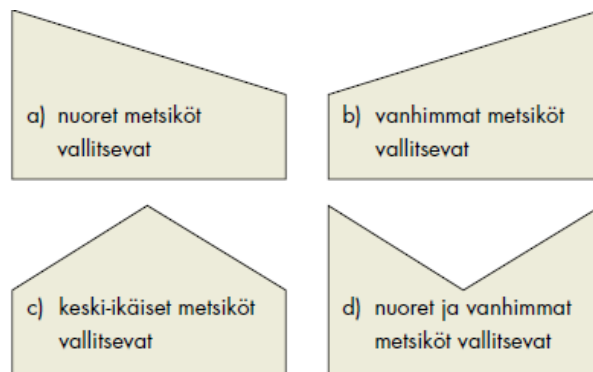 a) nuoret metsiköt
vallitsevat
b) vanhimmat metsiköt
vallitsevat
c) keski-ikäiset metsiköt
vallitsevat
d) nuoret ja vanhimmat
metsiköt vallitsevat